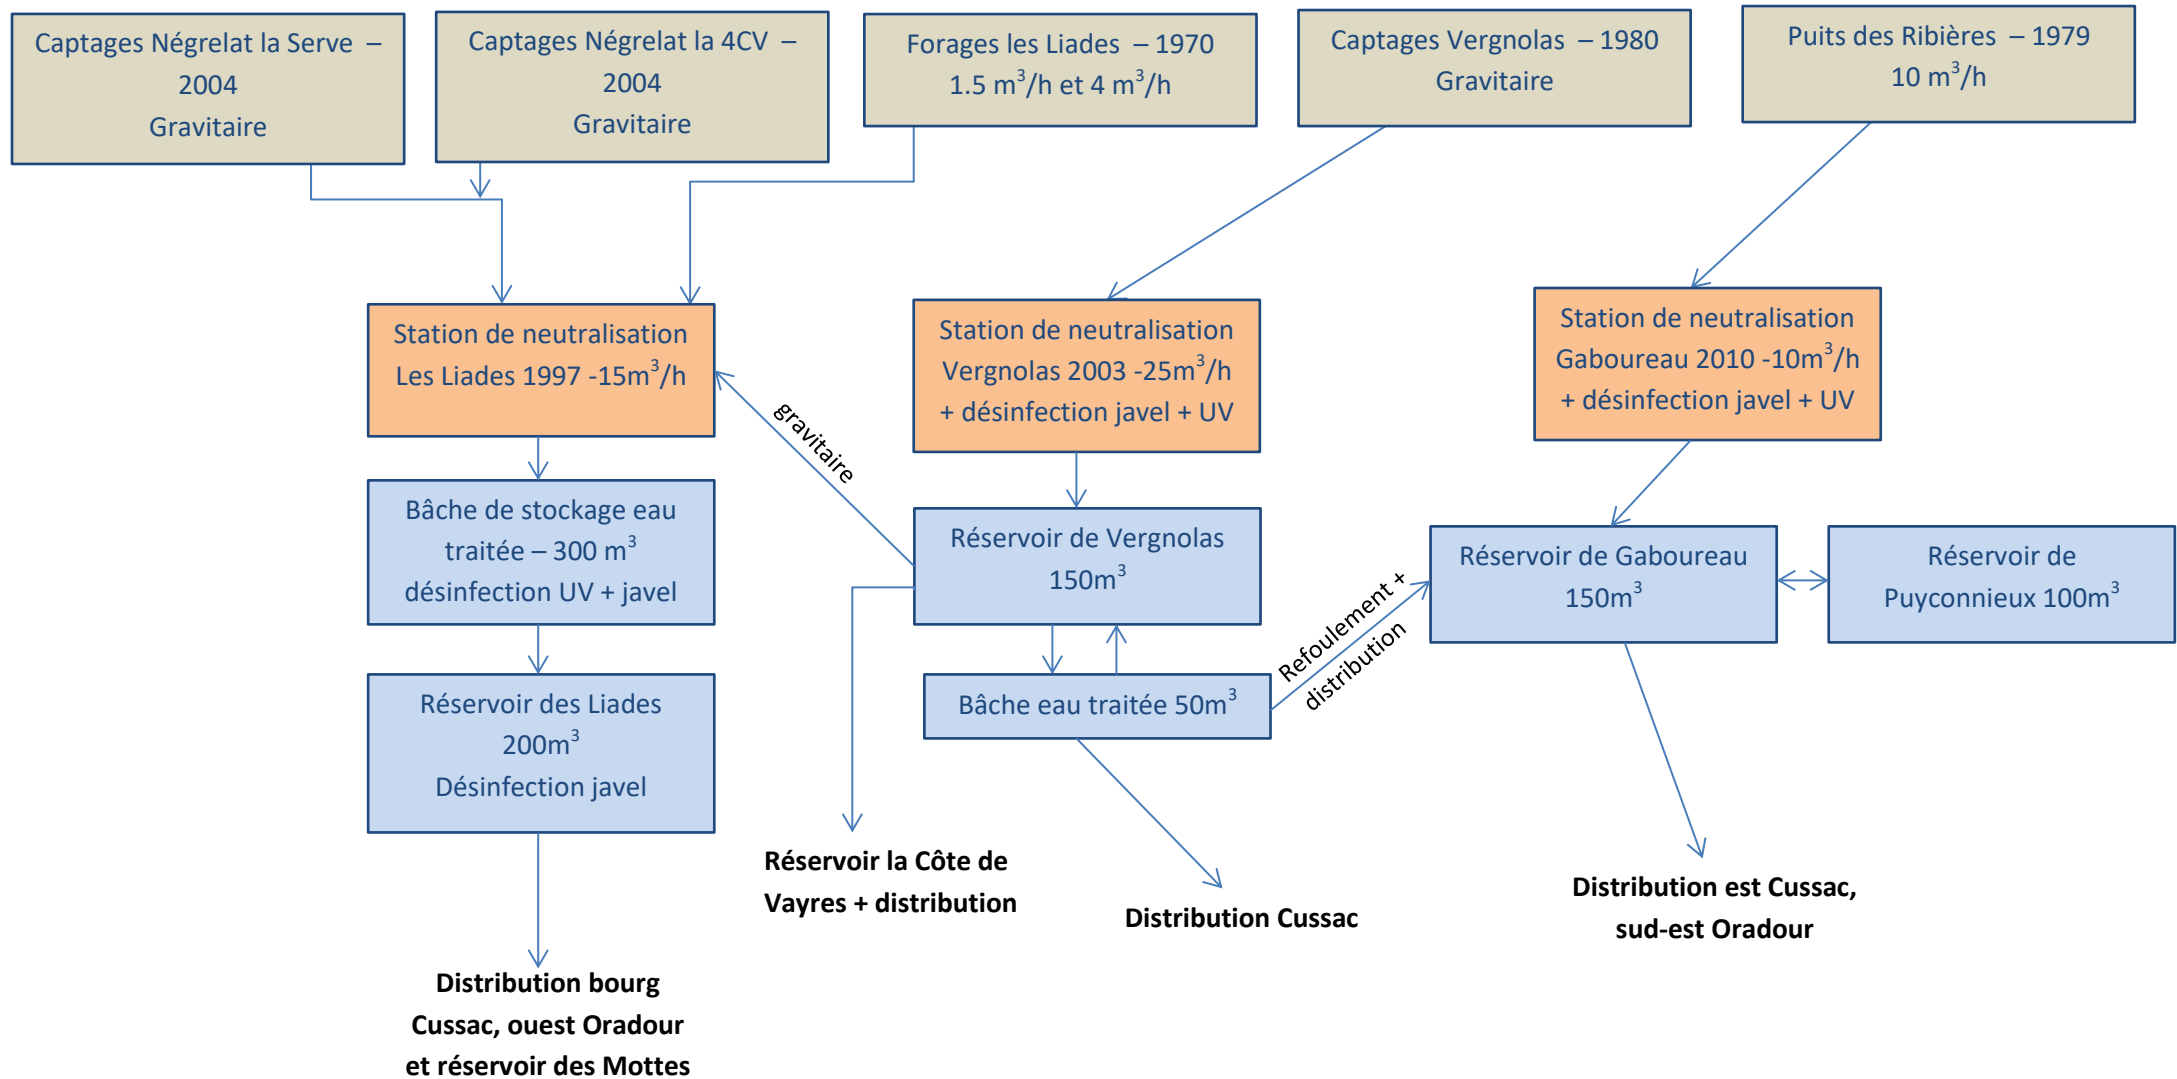 Captages Négrelat la Serve –
2004
Gravitaire
Captages Négrelat la 4CV –
2004
Gravitaire
Forages les Liades – 1970
1.5 m³/h et 4 m³/h
Captages Vergnolas – 1980
Gravitaire
Puits des Ribières – 1979
10 m³/h
Station de neutralisation
Les Liades 1997 -15m³/h
Station de neutralisation
Vergnolas 2003 -25m³/h
+ désinfection javel + UV
Station de neutralisation
Gaboureau 2010 -10m³/h
+ désinfection javel + UV
gravitaire
Bâche de stockage eau
traitée – 300 m³
désinfection UV + javel
Réservoir de Vergnolas
150m³
Réservoir de Gaboureau
150m³
Réservoir de
Puyconnieux 100m³
Refoulement +
distribution
Réservoir des Liades
200m³
Désinfection javel
Bâche eau traitée 50m³
Réservoir la Côte de
Vayres + distribution
Distribution Cussac
Distribution est Cussac,
sud-est Oradour
Distribution bourg
Cussac, ouest Oradour
et réservoir des Mottes